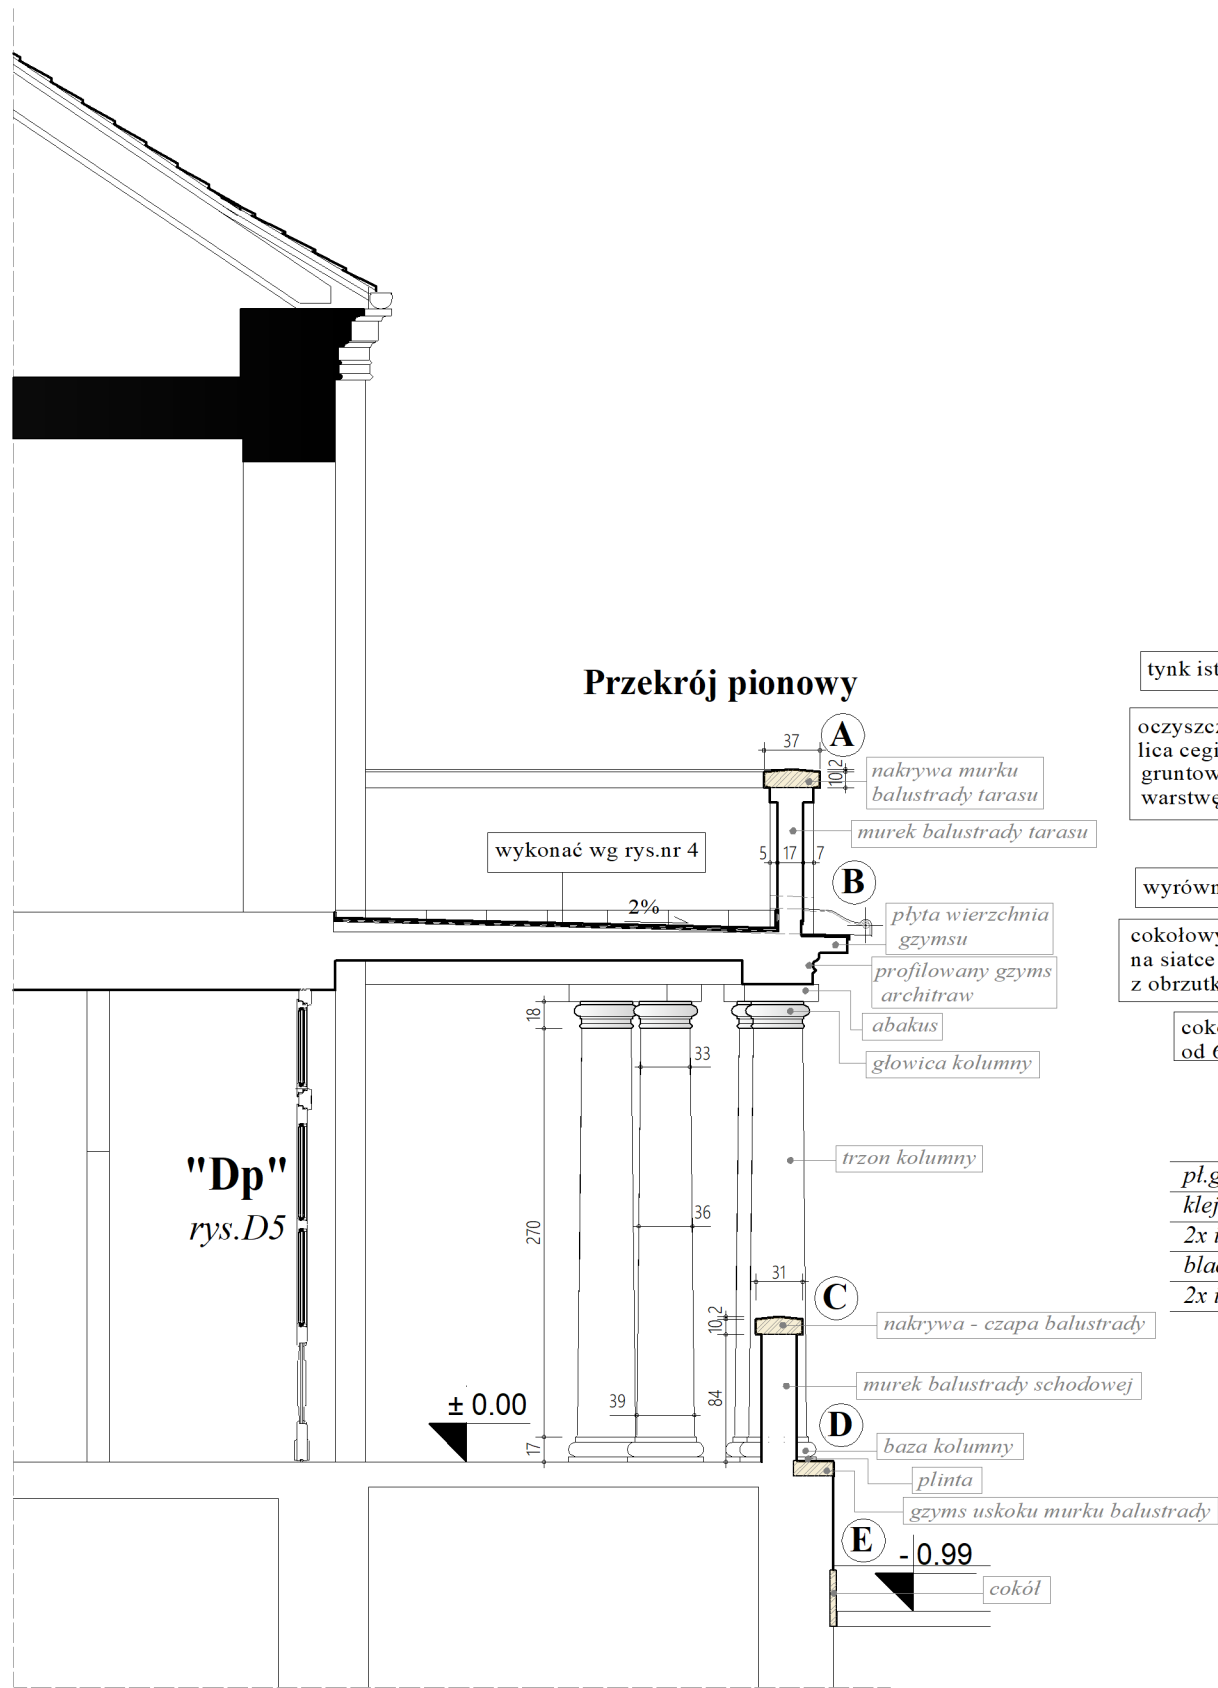 Przekrój pionowy
A
37
10 2
nakrywa murku
balustrady tarasu
murek balustrady tarasu
wykonać wg rys.nr 4
5 17 7
B
2%
płyta wierzchnia
gzymsu
profilowany gzyms
architraw
abakus
głowica kolumny
18
33
trzon kolumny
"Dp"
rys.D5
270
36
31
C
10 2
nakrywa - czapa balustrady
murek balustrady schodowej
84
39
± 0.00
D
17
baza kolumny
plinta
gzyms uskoku murku balustrady
E
- 0.99
cokół
tynk ist
oczyszcz
lica cegi
gruntow
warstwę
wyrówn
cokołowy
na siatce
z obrzutk
coko
od 6
pł.g
klej
2x
blac
2x